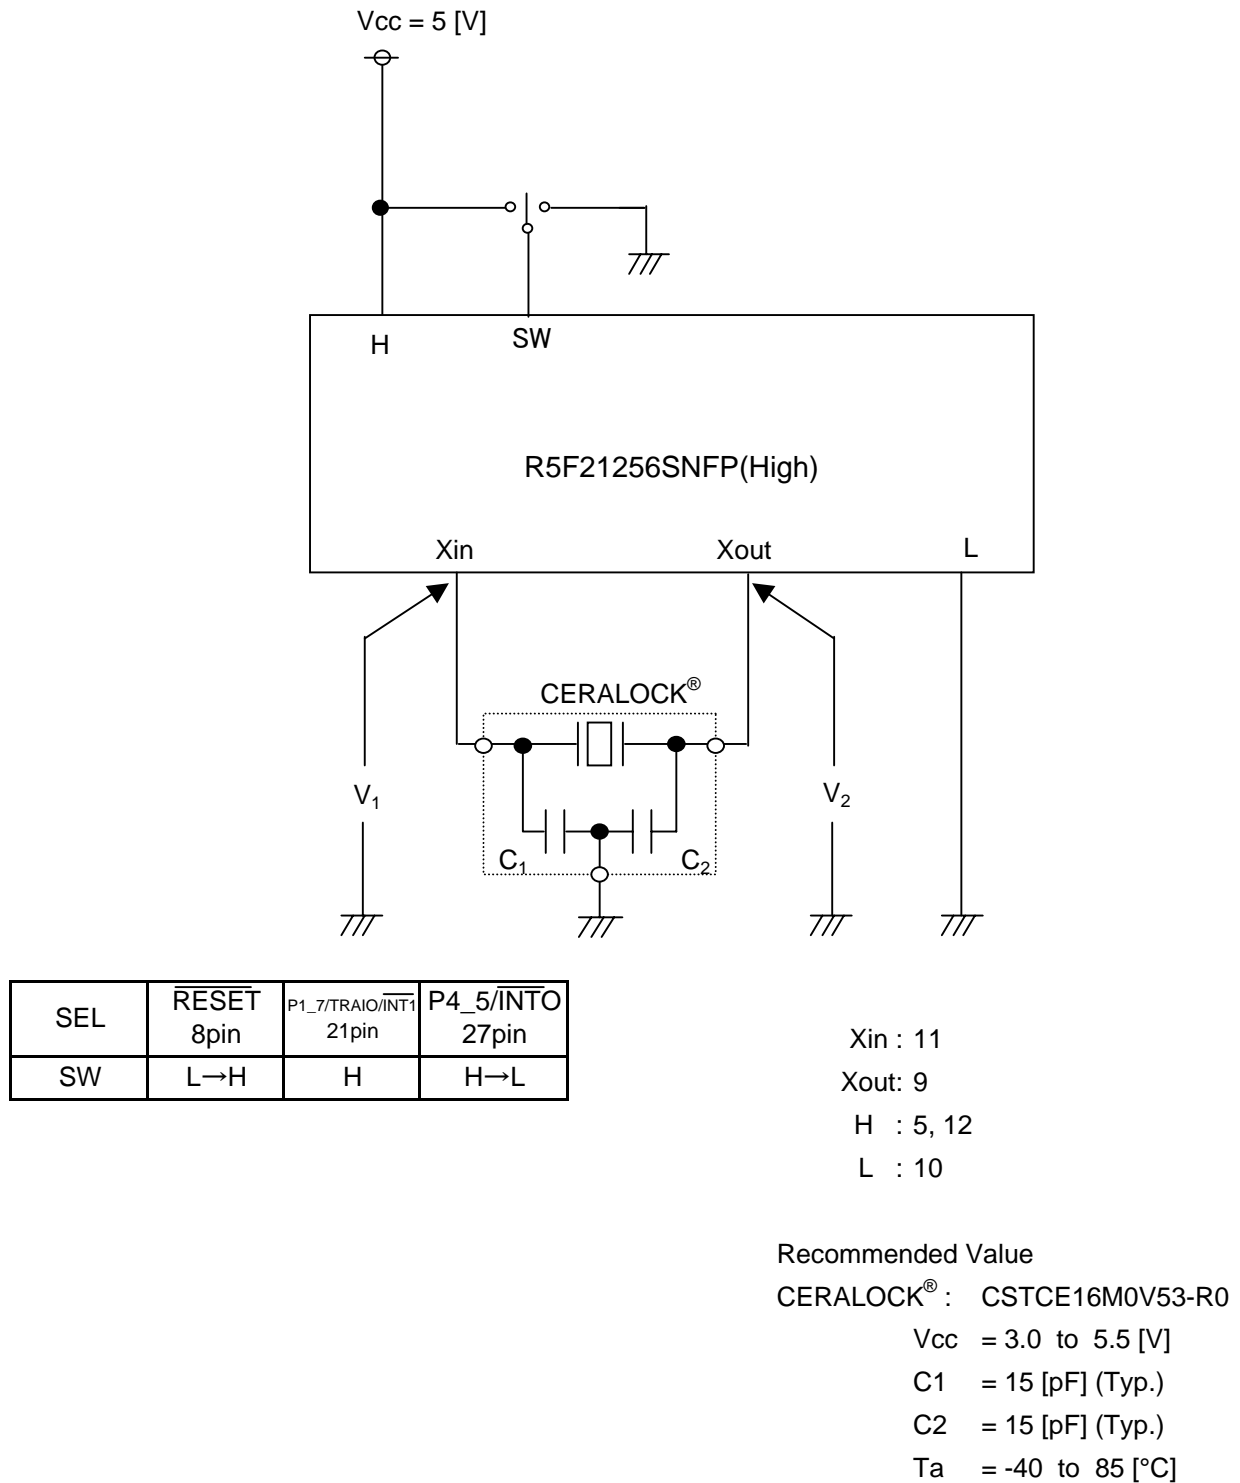 Vcc = 5 [V]
H
SW
R5F21256SNFP(High)
Xin
Xout
L
CERALOCK®
V₁
V₂
C₁
C₂
SEL
RESET
8pin
P1_7/TRAIO/INT1
21pin
P4_5/INTO
27pin
SW
L→H
H
H→L
Xin : 11
Xout: 9
H : 5, 12
L : 10
Recommended Value
CERALOCK® : CSTCE16M0V53-R0
Vcc = 3.0 to 5.5 [V]
C1 = 15 [pF] (Typ.)
C2 = 15 [pF] (Typ.)
Ta = -40 to 85 [°C]